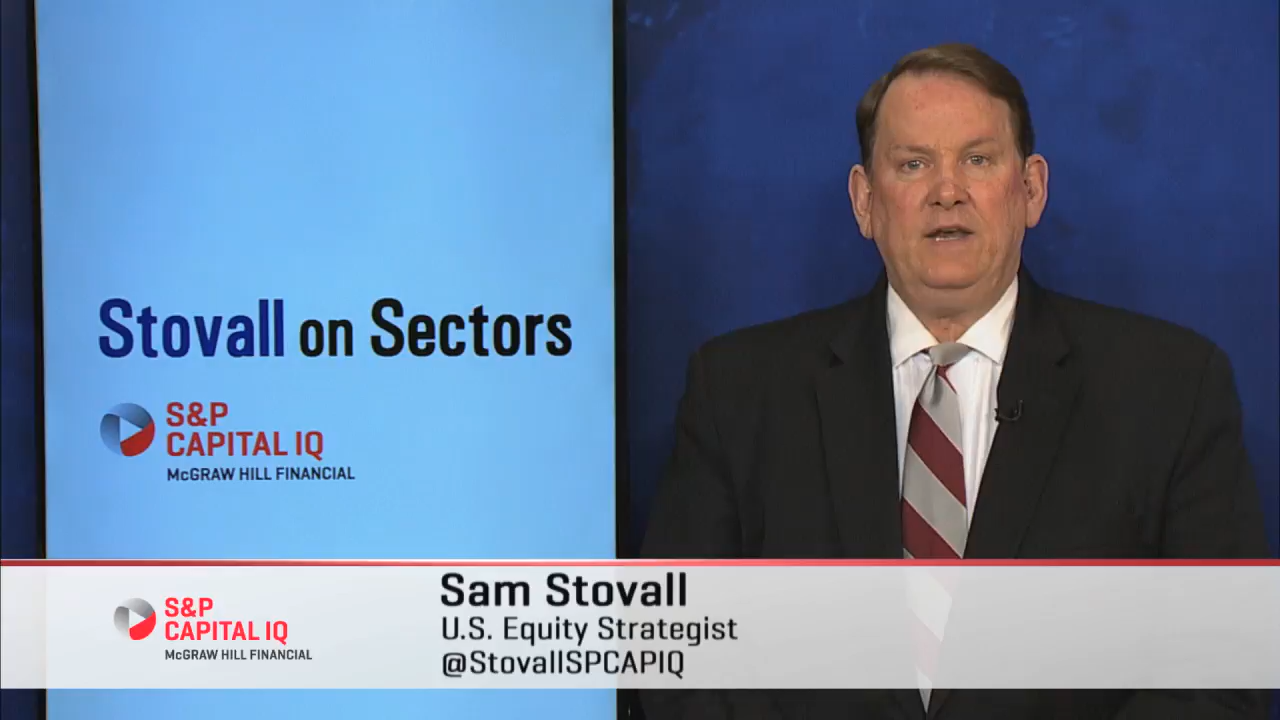 Stovall on Sectors
S&P
CAPITAL IQ
McGRAW HILL FINANCIAL
S&P
CAPITAL IQ
McGRAW HILL FINANCIAL
Sam Stovall
U.S. Equity Strategist
@StovallSPCAPIQ